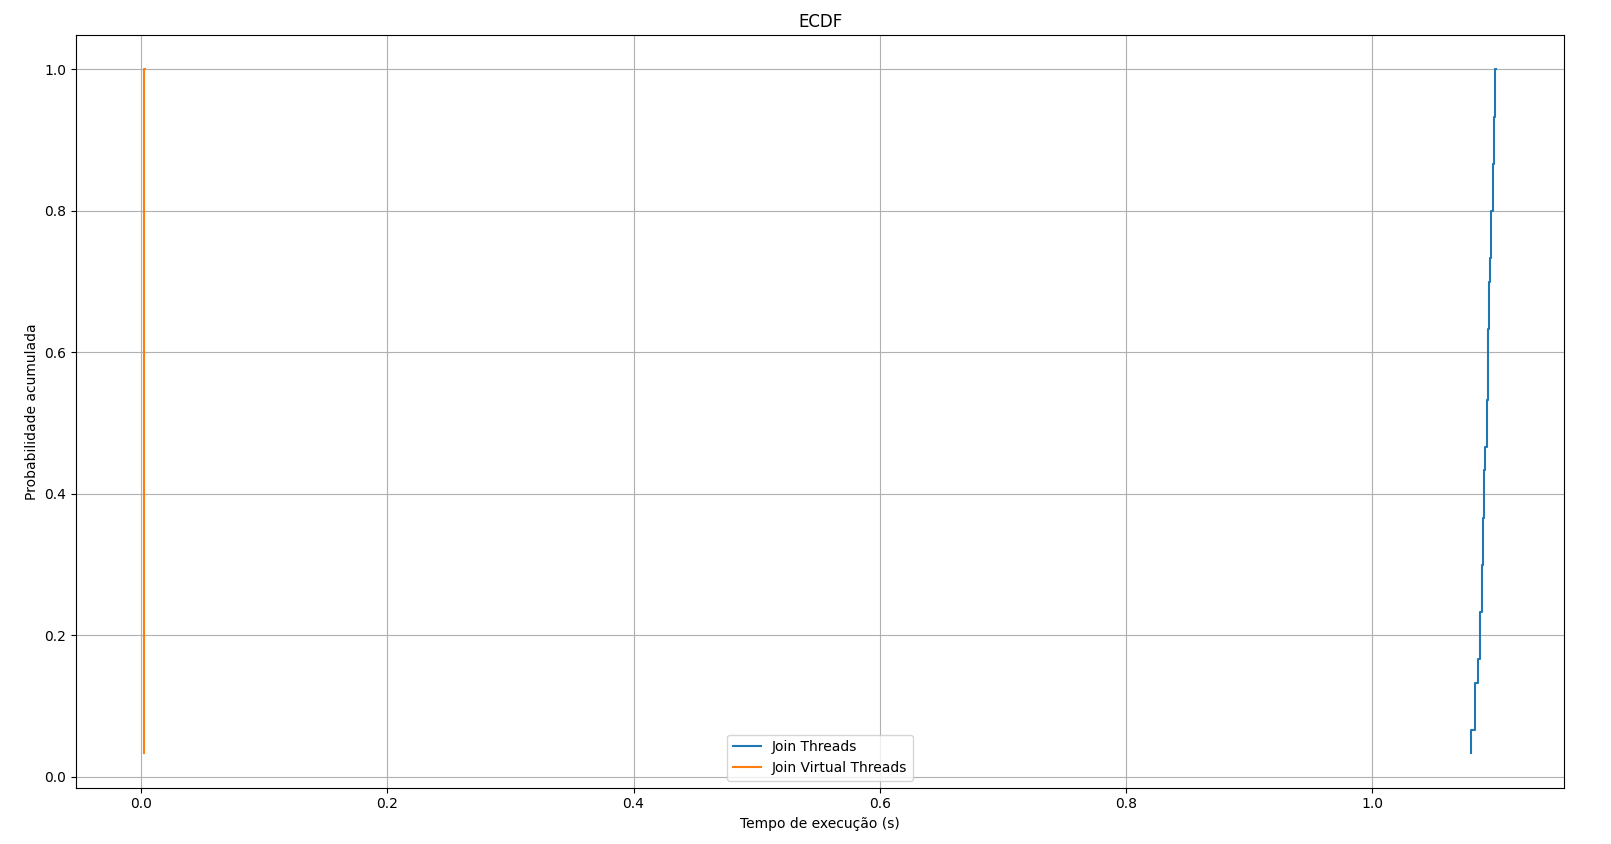 ECDF
1.0
0.8
0.6
0.4
0.2
0.0
Probabilidade acumulada
Join Threads
Join Virtual Threads
0.0 0.2 0.4 0.6 0.8 1.0
Tempo de execução (s)